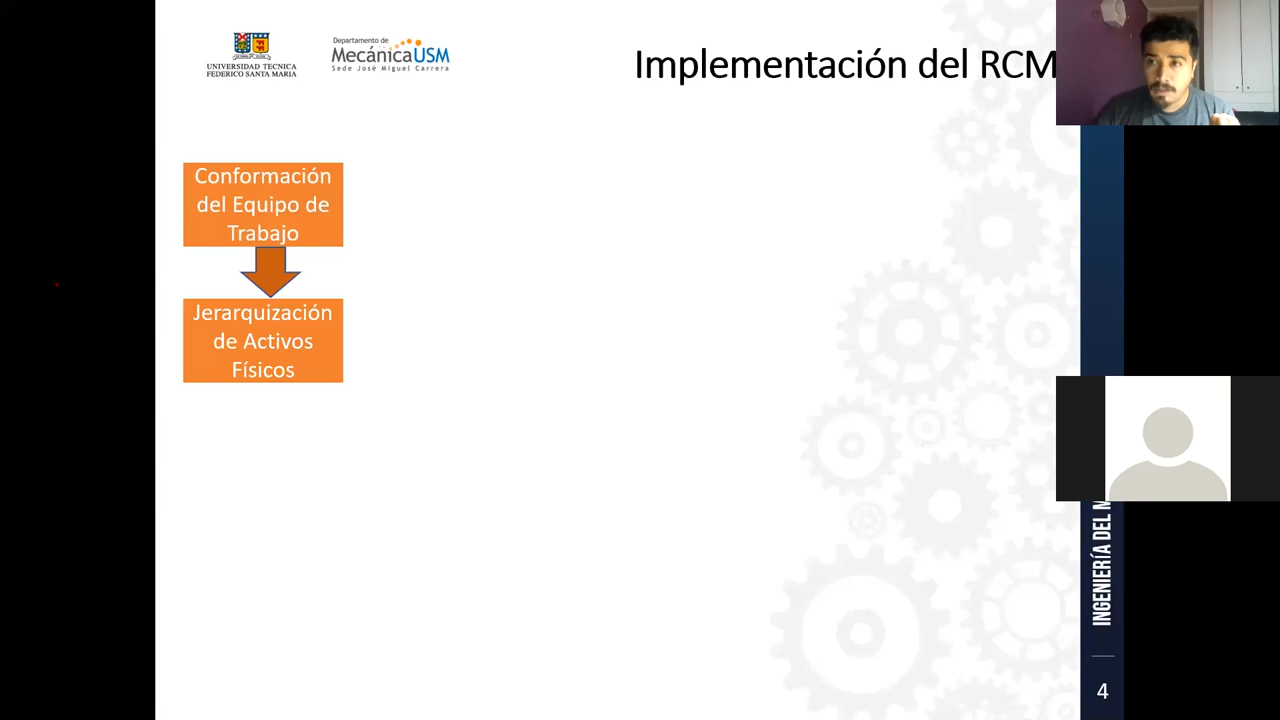 UNIVERSIDAD TECNICA
FEDERICO SANTA MARIA
Departamento de
MecánicaUSM
Sede José Miguel Carrera
Implementación del RCM
Conformación
del Equipo de
Trabajo
Jerarquización
de Activos
Físicos
INGENIERÍA DEL
4